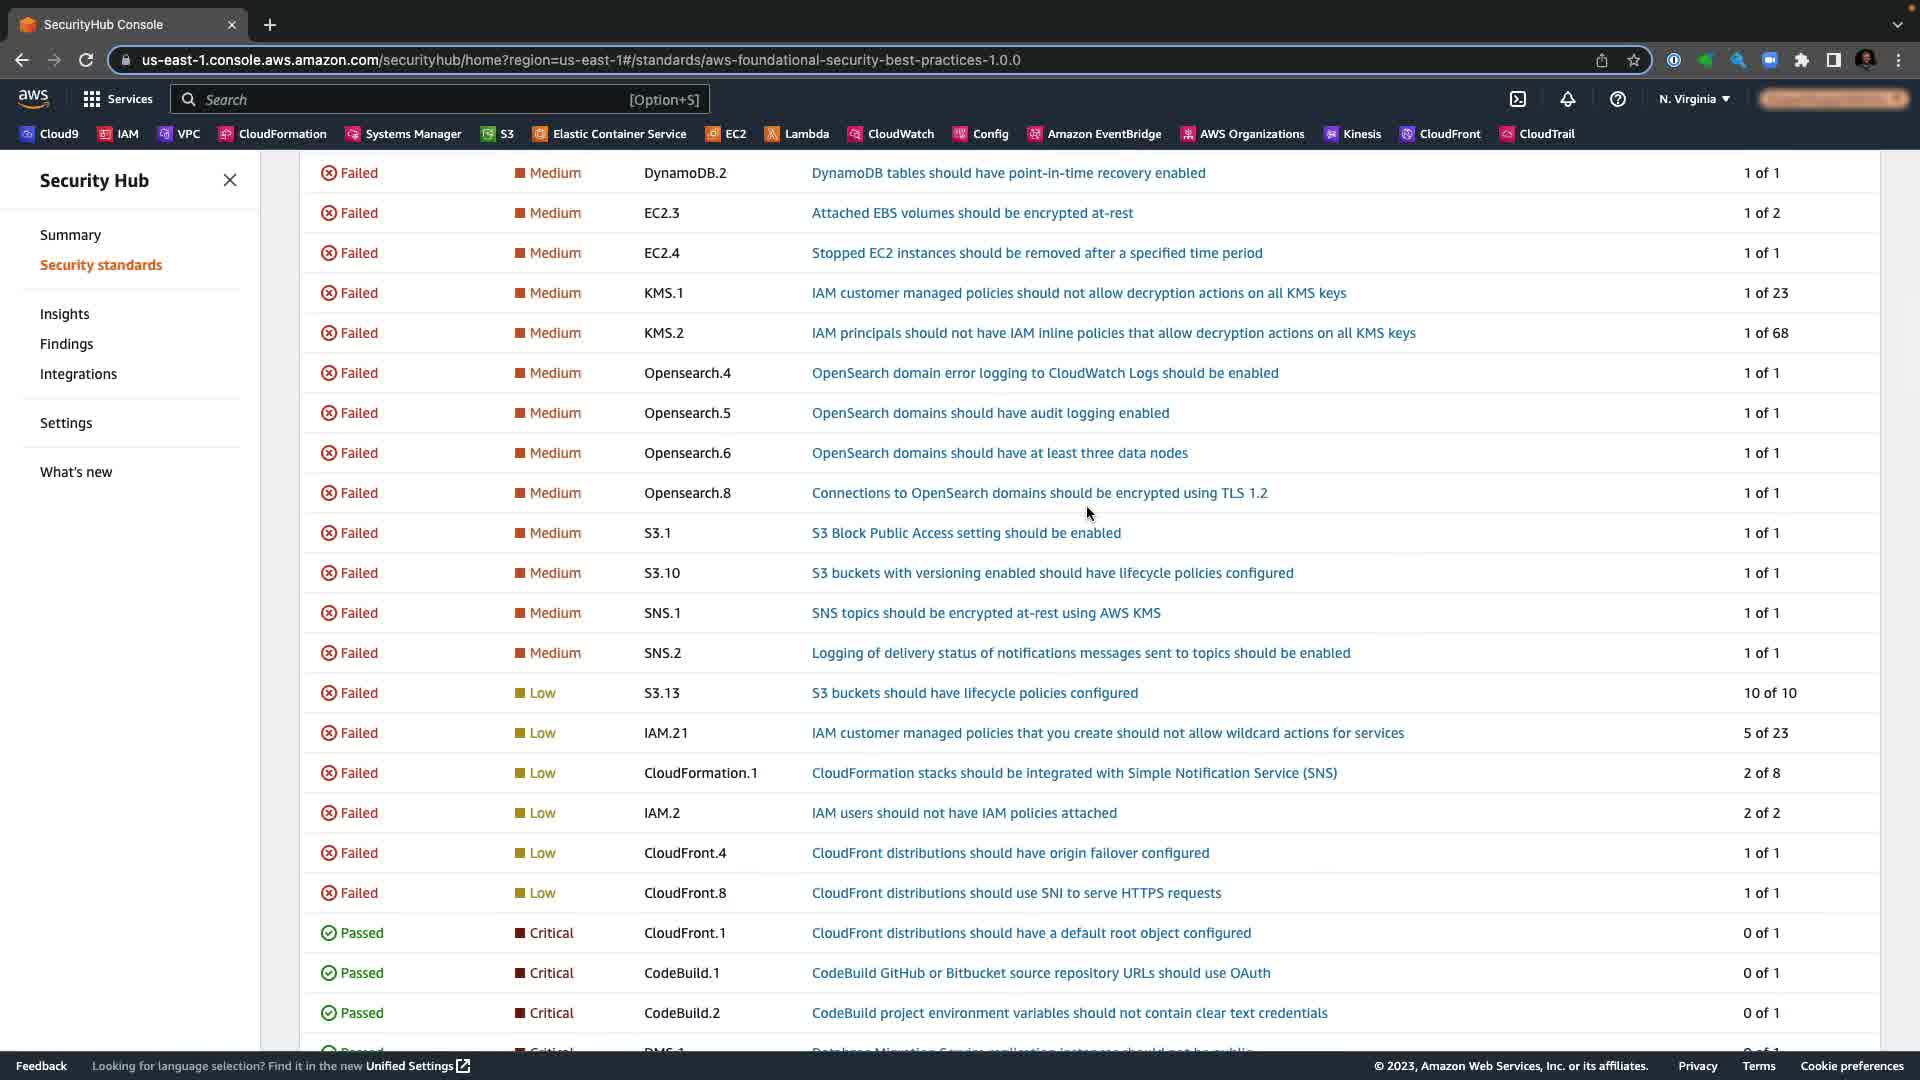 SecurityHub Console
us-east-1.console.aws.amazon.com/securityhub/home?region=us-east-1#/standards/aws-foundational-security-best-practices-1.0.0
aws Services Search [Option+S] N. Virginia
Cloud9 IAM VPC CloudFormation Systems Manager S3 Elastic Container Service EC2 Lambda CloudWatch Config Amazon EventBridge AWS Organizations Kinesis CloudFront CloudTrail
Security Hub
Summary
Security standards
Insights
Findings
Integrations
Settings
What's new
Failed Medium DynamoDB.2 DynamoDB tables should have point-in-time recovery enabled 1 of 1
Failed Medium EC2.3 Attached EBS volumes should be encrypted at-rest 1 of 2
Failed Medium EC2.4 Stopped EC2 instances should be removed after a specified time period 1 of 1
Failed Medium KMS.1 IAM customer managed policies should not allow decryption actions on all KMS keys 1 of 23
Failed Medium KMS.2 IAM principals should not have IAM inline policies that allow decryption actions on all KMS keys 1 of 68
Failed Medium Opensearch.4 OpenSearch domain error logging to CloudWatch Logs should be enabled 1 of 1
Failed Medium Opensearch.5 OpenSearch domains should have audit logging enabled 1 of 1
Failed Medium Opensearch.6 OpenSearch domains should have at least three data nodes 1 of 1
Failed Medium Opensearch.8 Connections to OpenSearch domains should be encrypted using TLS 1.2 1 of 1
Failed Medium S3.1 S3 Block Public Access setting should be enabled 1 of 1
Failed Medium S3.10 S3 buckets with versioning enabled should have lifecycle policies configured 1 of 1
Failed Medium SNS.1 SNS topics should be encrypted at-rest using AWS KMS 1 of 1
Failed Medium SNS.2 Logging of delivery status of notifications messages sent to topics should be enabled 1 of 1
Failed Low S3.13 S3 buckets should have lifecycle policies configured 10 of 10
Failed Low IAM.21 IAM customer managed policies that you create should not allow wildcard actions for services 5 of 23
Failed Low CloudFormation.1 CloudFormation stacks should be integrated with Simple Notification Service (SNS) 2 of 8
Failed Low IAM.2 IAM users should not have IAM policies attached 2 of 2
Failed Low CloudFront.4 CloudFront distributions should have origin failover configured 1 of 1
Failed Low CloudFront.8 CloudFront distributions should use SNI to serve HTTPS requests 1 of 1
Passed Critical CloudFront.1 CloudFront distributions should have a default root object configured 0 of 1
Passed Critical CodeBuild.1 CodeBuild GitHub or Bitbucket source repository URLs should use OAuth 0 of 1
Passed Critical CodeBuild.2 CodeBuild project environment variables should not contain clear text credentials 0 of 1
Feedback Looking for language selection? Find it in the new Unified Settings © 2023, Amazon Web Services, Inc. or its affiliates. Privacy Terms Cookie preferences